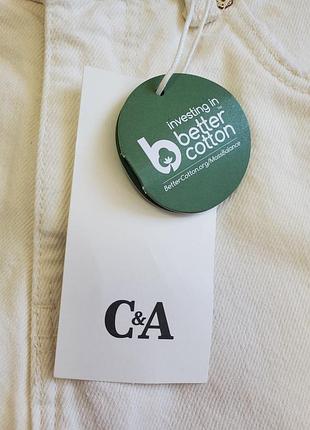 investing in
better
cotton
BetterCotton.org/MassBalance
C&A